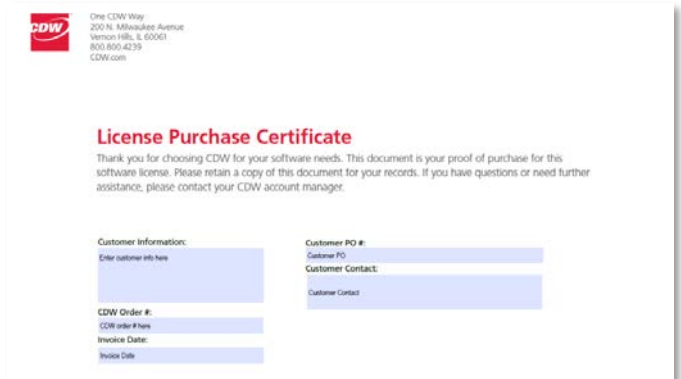 CDW
One CDW Way
200 N. Milwaukee Avenue
Vernon Hills, IL 60061
800.800.4239
CDW.com
License Purchase Certificate
Thank you for choosing CDW for your software needs. This document is your proof of purchase for this
software license. Please retain a copy of this document for your records. If you have questions or need further
assistance, please contact your CDW account manager.
Customer Information:
Enter customer info here
Customer PO #:
Customer PO
Customer Contact:
Customer Contact
CDW Order #:
CDW order # here
Invoice Date:
Invoice Date